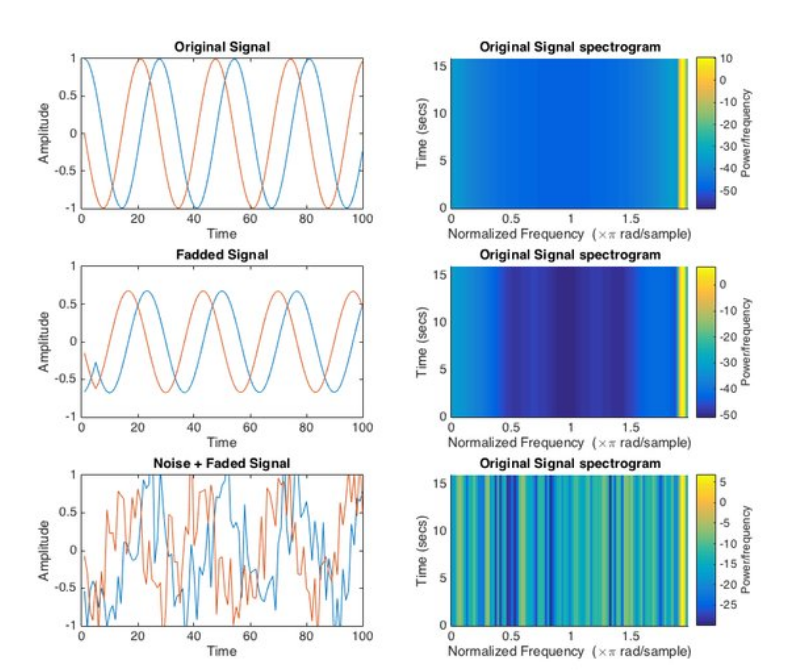 Original Signal
1
0.5
0
-0.5
-1
Amplitude
0 20 40 60 80 100
Time
Original Signal spectrogram
15
10
5
0
Time (secs)
0 0.5 1 1.5
Normalized Frequency (×π rad/sample)
10
0
-10
-20
-30
-40
-50
Power/frequency
Fadded Signal
1
0.5
0
-0.5
-1
Amplitude
0 20 40 60 80 100
Time
Original Signal spectrogram
15
10
5
0
Time (secs)
0 0.5 1 1.5
Normalized Frequency (×π rad/sample)
0
-10
-20
-30
-40
-50
Power/frequency
Noise + Faded Signal
1
0.5
0
-0.5
-1
Amplitude
0 20 40 60 80 100
Time
Original Signal spectrogram
15
10
5
0
Time (secs)
0 0.5 1 1.5
Normalized Frequency (×π rad/sample)
5
0
-5
-10
-15
-20
-25
Power/frequency